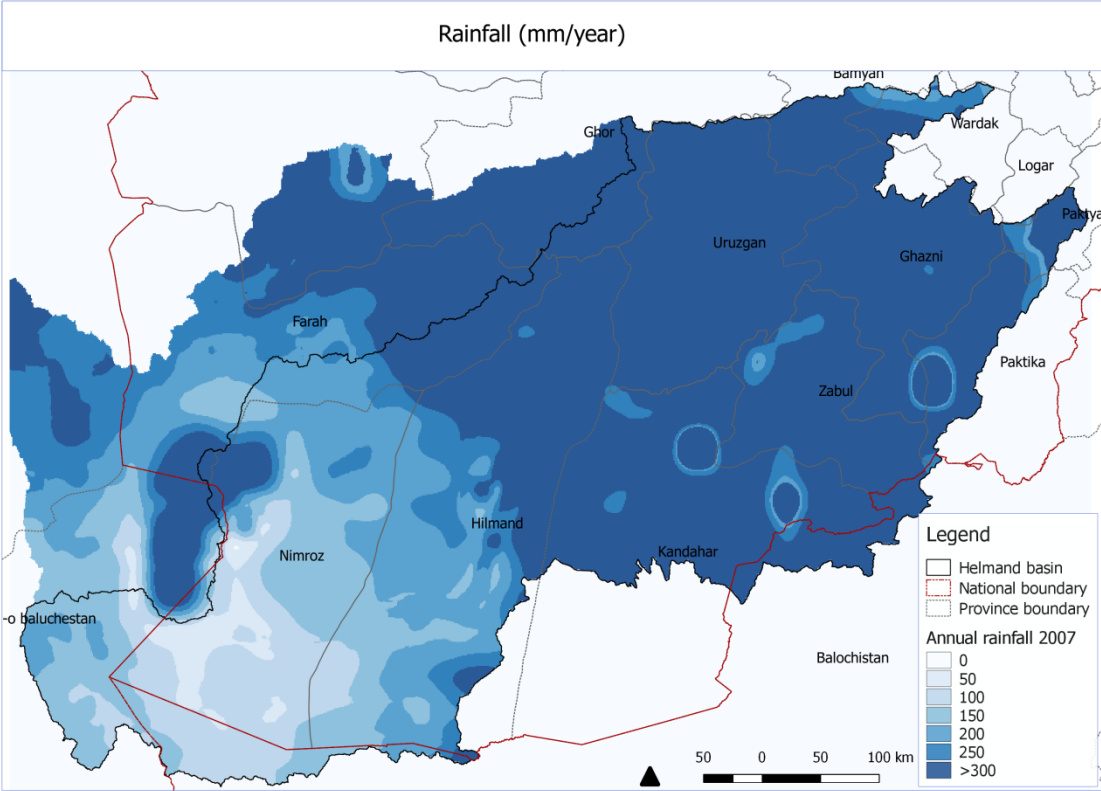 Rainfall (mm/year)
Bamyan
Ghor
Wardak
Logar
Paktya
Uruzgan
Ghazni
Farah
Paktika
Zabul
Hilmand
Nimroz
Kandahar
-o baluchestan
Balochistan
Legend
Helmand basin
National boundary
Province boundary
Annual rainfall 2007
0
50
100
150
200
250
>300
50 0 50 100 km